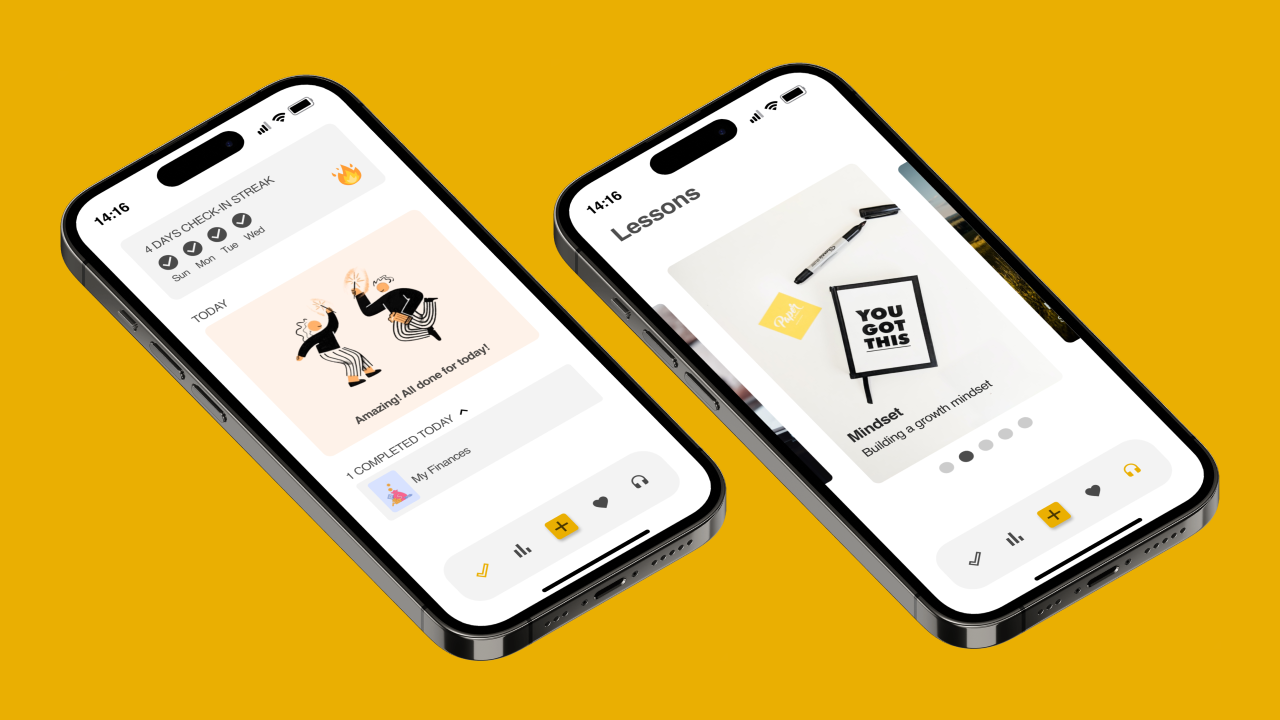 14:16
4 DAYS CHECK-IN STREAK
Sun Mon Tue Wed
TODAY
Amazing! All done for today!
1 COMPLETED TODAY
My Finances
14:16
Lessons
YOU
GOT
THIS
Mindset
Building a growth mindset